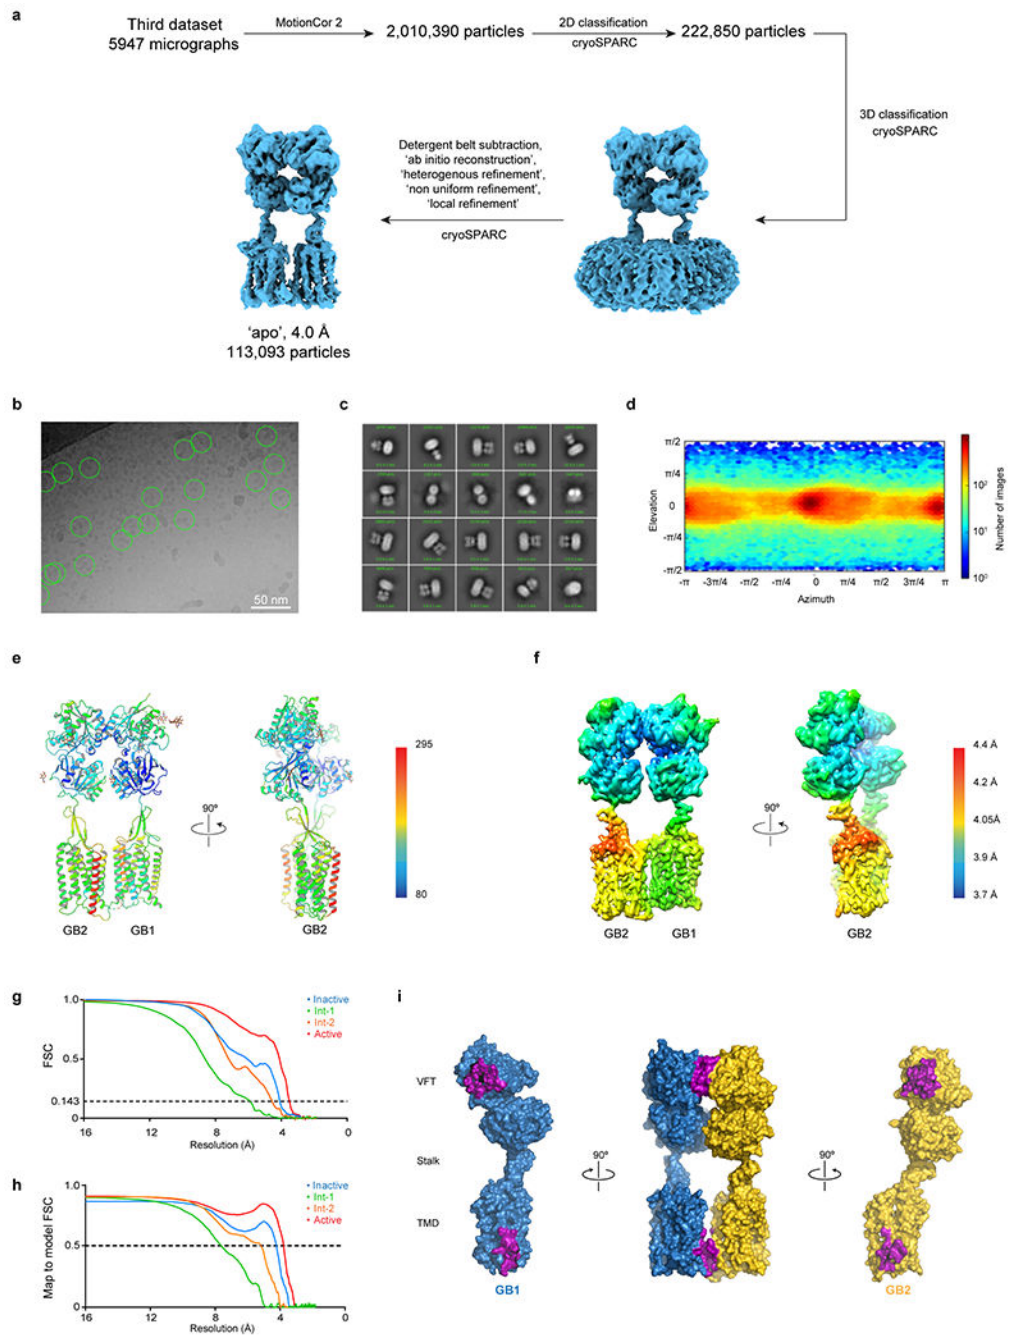 a
Third dataset
5947 micrographs
MotionCor 2
2,010,390 particles
2D classification
cryoSPARC
222,850 particles
3D classification
cryoSPARC
Detergent belt subtraction,
‘ab initio reconstruction’,
‘heterogenous refinement’,
‘non uniform refinement’,
‘local refinement’
cryoSPARC
‘apo’, 4.0 Å
113,093 particles
b
50 nm
c
d
π/2
π/4
0
-π/4
-π/2
Elevation
-π
-3π/4
-π/2
-π/4
0
π/4
π/2
3π/4
π
Azimuth
10²
10¹
10⁰
Number of images
e
90°
295
80
GB2
GB1
GB2
f
90°
4.4 Å
4.2 Å
4.05Å
3.9 Å
3.7 Å
GB2
GB1
GB2
g
1.0
0.5
0.143
0
FSC
Inactive
Int-1
Int-2
Active
16
12
8
4
0
Resolution (Å)
h
1.0
0.5
0
Map to model FSC
Inactive
Int-1
Int-2
Active
16
12
8
4
0
Resolution (Å)
i
VFT
Stalk
TMD
90°
90°
GB1
GB2